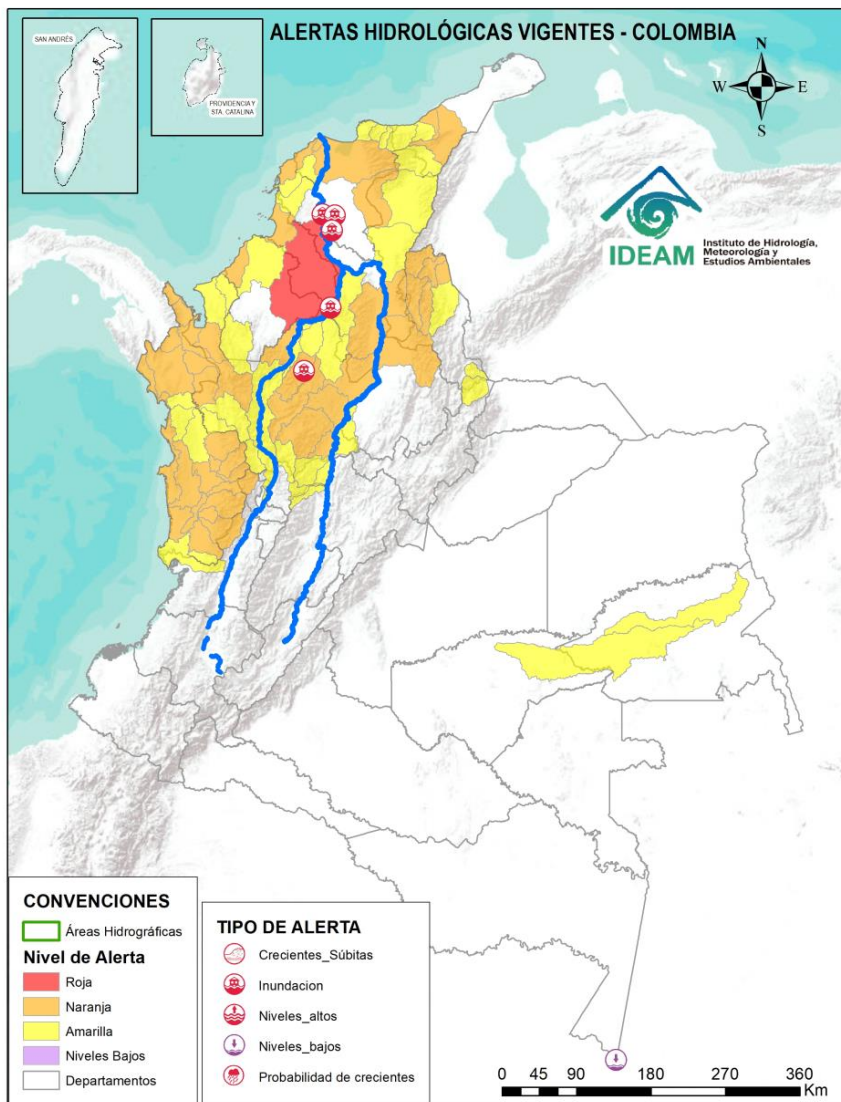 ALERTAS HIDROLÓGICAS VIGENTES - COLOMBIA
SAN ANDRÉS
PROVIDENCIA Y
STA. CATALINA
N
W
E
S
IDEAM
Instituto de Hidrología,
Meteorología y
Estudios Ambientales
CONVENCIONES
Áreas Hidrográficas
Nivel de Alerta
Roja
Naranja
Amarilla
Niveles Bajos
Departamentos
TIPO DE ALERTA
Crecientes_Súbitas
Inundacion
Niveles_altos
Niveles_bajos
Probabilidad de crecientes
0 45 90 180 270 360
Km